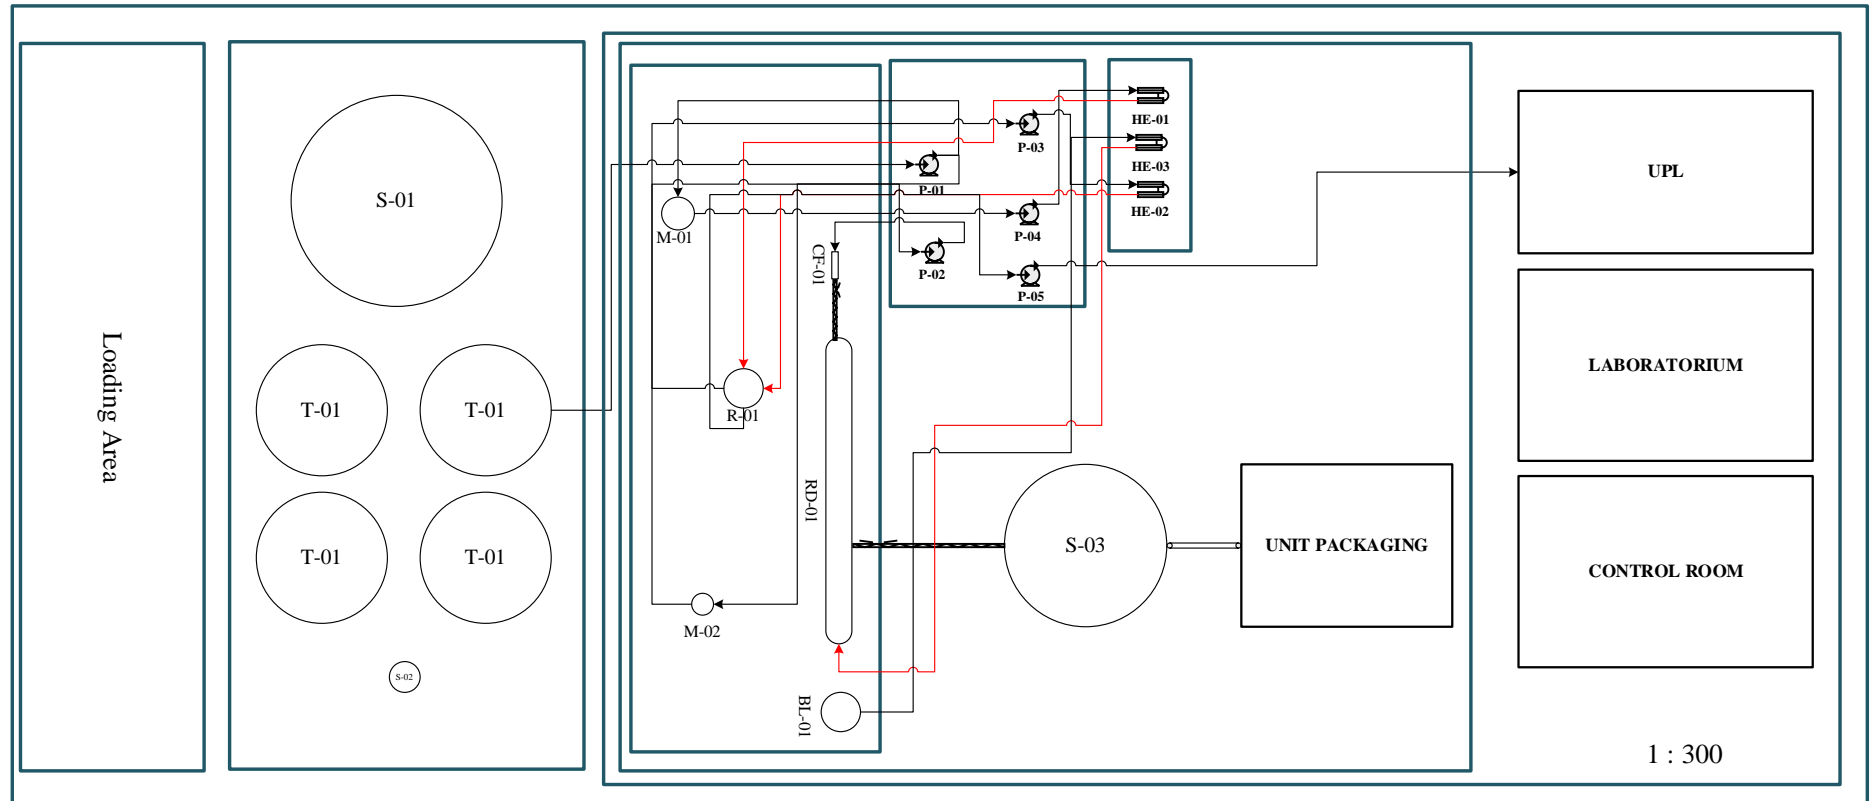 Loading Area
S-01
T-01
T-01
T-01
T-01
S-02
M-01
CF-01
R-01
RD-01
M-02
BL-01
P-03
P-01
P-04
P-02
P-05
HE-01
HE-03
HE-02
S-03
UNIT PACKAGING
UPL
LABORATORIUM
CONTROL ROOM
1 : 300